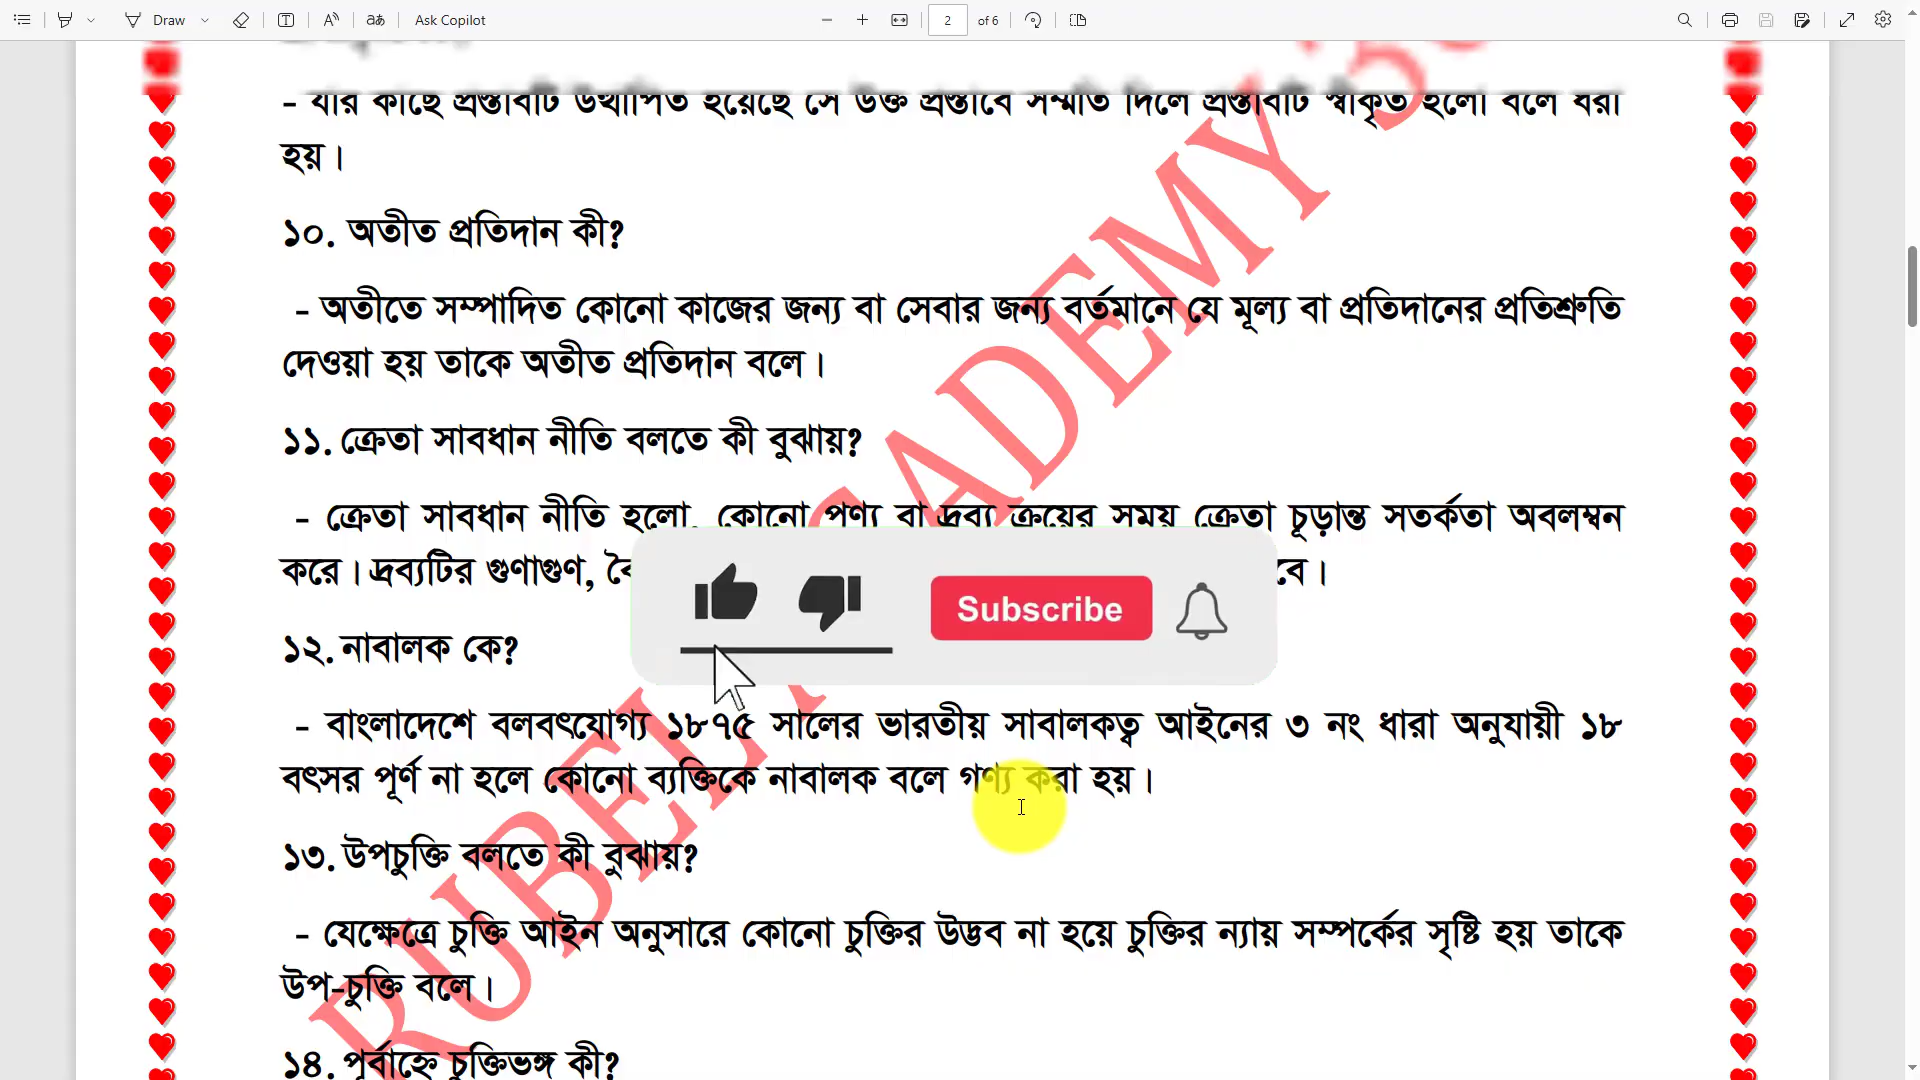 Draw
Ask Copilot
2 of 6
- যার কাছে প্রস্তাবটি উত্থাপিত হয়েছে সে উক্ত প্রস্তাবে সম্মতি দিলে প্রস্তাবটি স্বীকৃত হলো বলে ধরা
হয়।
১০. অতীত প্রতিদান কী?
- অতীতে সম্পাদিত কোনো কাজের জন্য বা সেবার জন্য বর্তমানে যে মূল্য বা প্রতিদানের প্রতিশ্রুতি
দেওয়া হয় তাকে অতীত প্রতিদান বলে।
১১. ক্রেতা সাবধান নীতি বলতে কী বুঝায়?
- ক্রেতা সাবধান নীতি হলো, কোনো পণ্য বা দ্রব্য ক্রয়ের সময় ক্রেতা চূড়ান্ত সতর্কতা অবলম্বন
করে। দ্রব্যটির গুণাগুণ,
Subscribe
১২. নাবালক কে?
- বাংলাদেশে বলবৎযোগ্য ১৮৭৫ সালের ভারতীয় সাবালকত্ব আইনের ৩ নং ধারা অনুযায়ী ১৮
বৎসর পূর্ণ না হলে কোনো ব্যক্তিকে নাবালক বলে গণ্য করা হয়।
১৩. উপচুক্তি বলতে কী বুঝায়?
- যেক্ষেত্রে চুক্তি আইন অনুসারে কোনো চুক্তির উদ্ভব না হয়ে চুক্তির ন্যায় সম্পর্কের সৃষ্টি হয় তাকে
উপ-চুক্তি বলে।
১৪. পূর্বাহ্নে চুক্তিভঙ্গ কী?
RUBEL ACADEMY